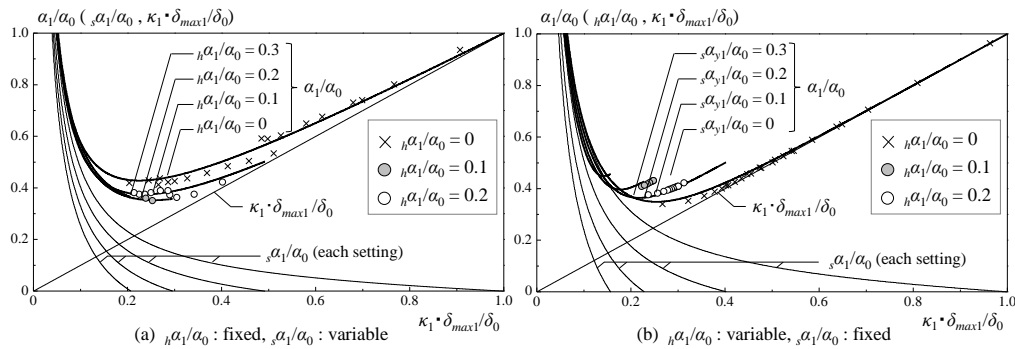 α1/α0 ( sα1/α0 , κ1・δmax1/δ0)
1.0
0.8
0.6
0.4
0.2
0
0
0.2
0.4
0.6
0.8
1.0
hα1/α0 = 0.3
hα1/α0 = 0.2
hα1/α0 = 0.1
hα1/α0 = 0
α1/α0
hα1/α0 = 0
hα1/α0 = 0.1
hα1/α0 = 0.2
κ1・δmax1/δ0
sα1/α0 (each setting)
κ1・δmax1/δ0
(a) hα1/α0 : fixed, sα1/α0 : variable
α1/α0 ( hα1/α0 , κ1・δmax1/δ0)
1.0
0.8
0.6
0.4
0.2
0
0
0.2
0.4
0.6
0.8
1.0
sαy1/α0 = 0.3
sαy1/α0 = 0.2
sαy1/α0 = 0.1
sαy1/α0 = 0
α1/α0
hα1/α0 = 0
hα1/α0 = 0.1
hα1/α0 = 0.2
κ1・δmax1/δ0
sα1/α0 (each setting)
κ1・δmax1/δ0
(b) hα1/α0 : variable, sα1/α0 : fixed